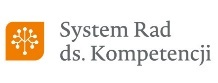 System Rad
ds. Kompetencji